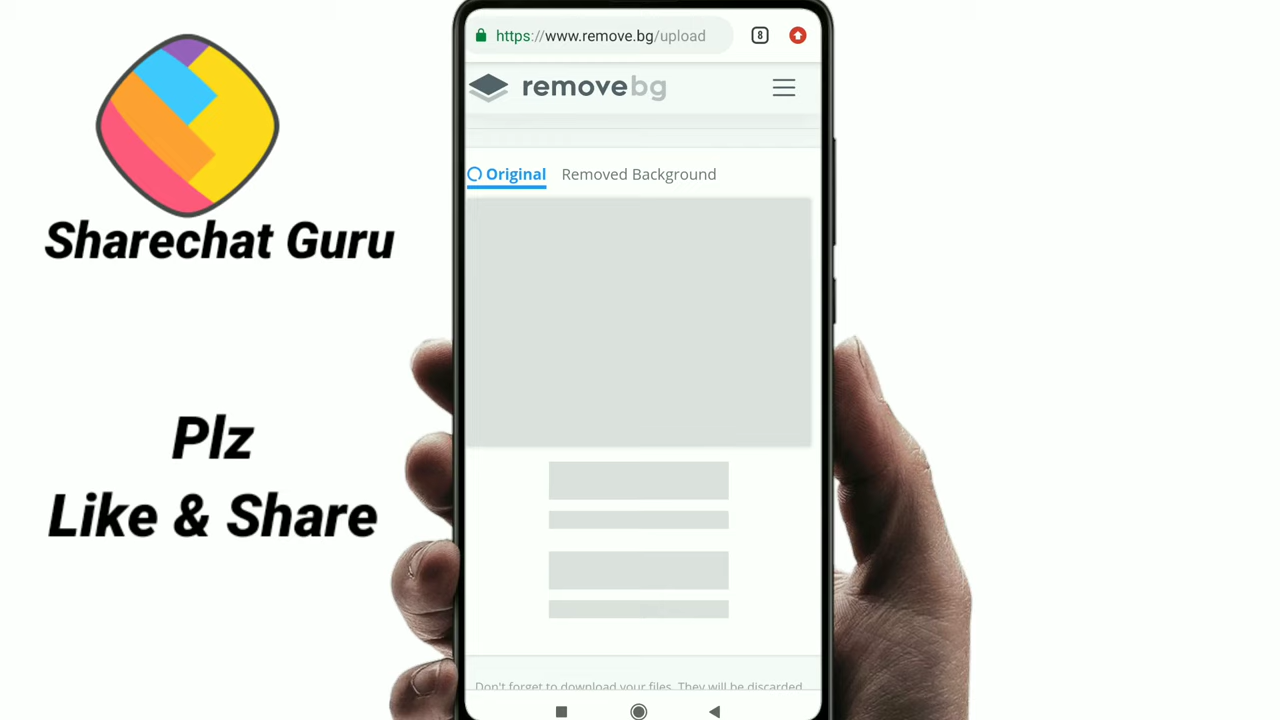 https://www.remove.bg/upload
8
removebg
Original Removed Background
Sharechat Guru
Plz
Like & Share
Don't forget to download your files. They will be discarded